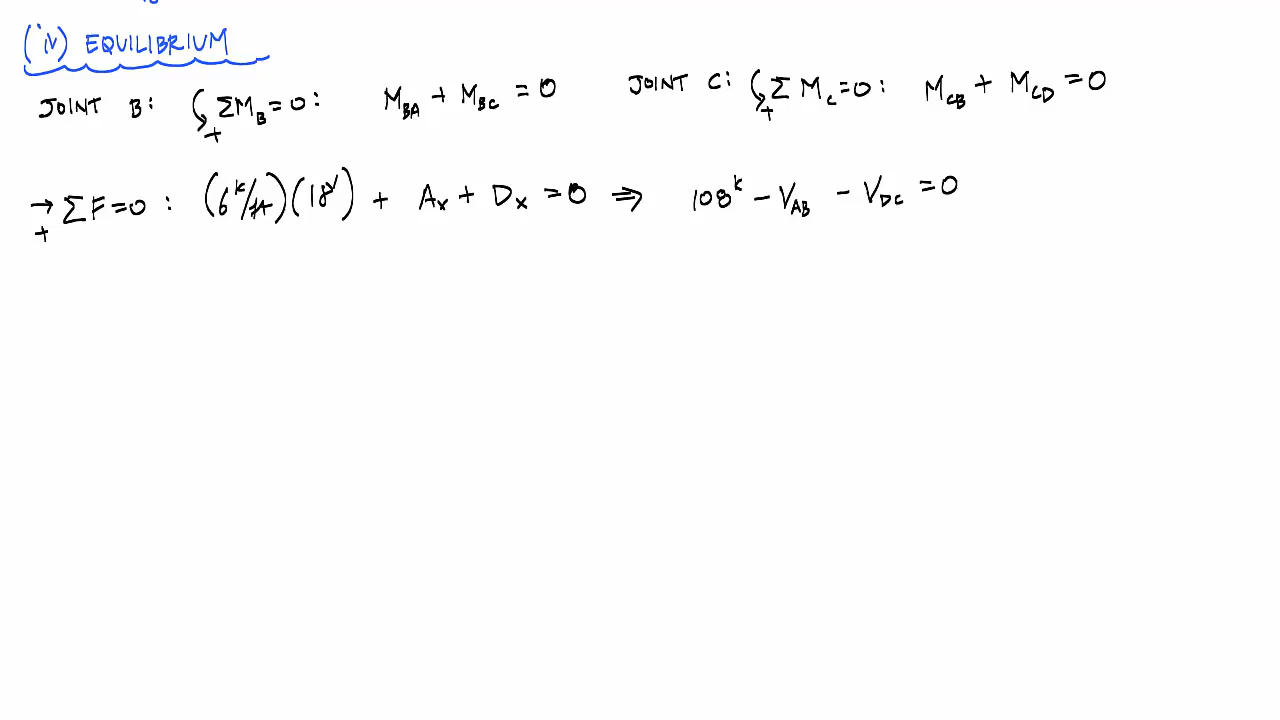 (iv) EQUILIBRIUM
JOINT B: ↺+ ΣM_B = 0: M_BA + M_BC = 0 JOINT C: ↺+ ΣM_C = 0: M_CB + M_CD = 0
→+ ΣF = 0: (6^k/ft)(18') + A_x + D_x = 0 ⇒ 108^k - V_AB - V_DC = 0